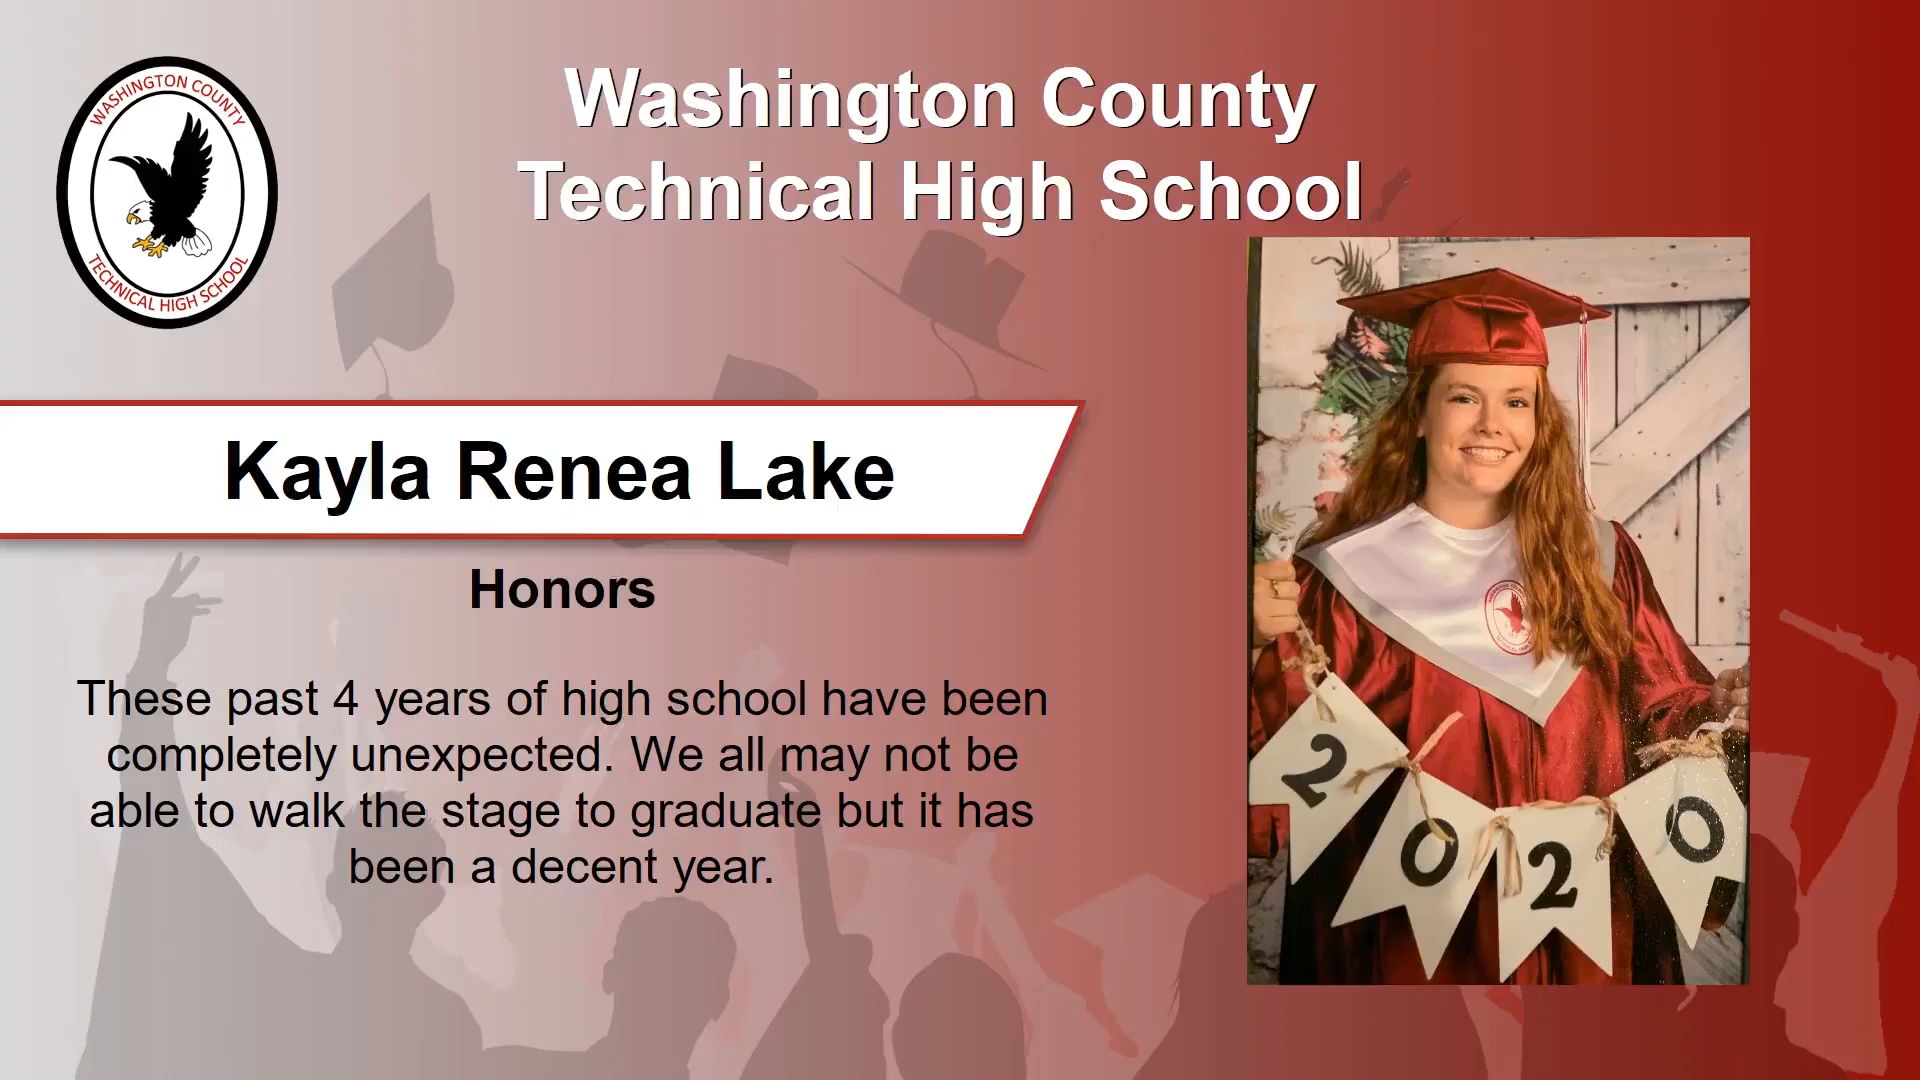 WASHINGTON COUNTY
TECHNICAL HIGH SCHOOL
Washington County
Technical High School
Kayla Renea Lake
Honors
These past 4 years of high school have been
completely unexpected. We all may not be
able to walk the stage to graduate but it has
been a decent year.
2020